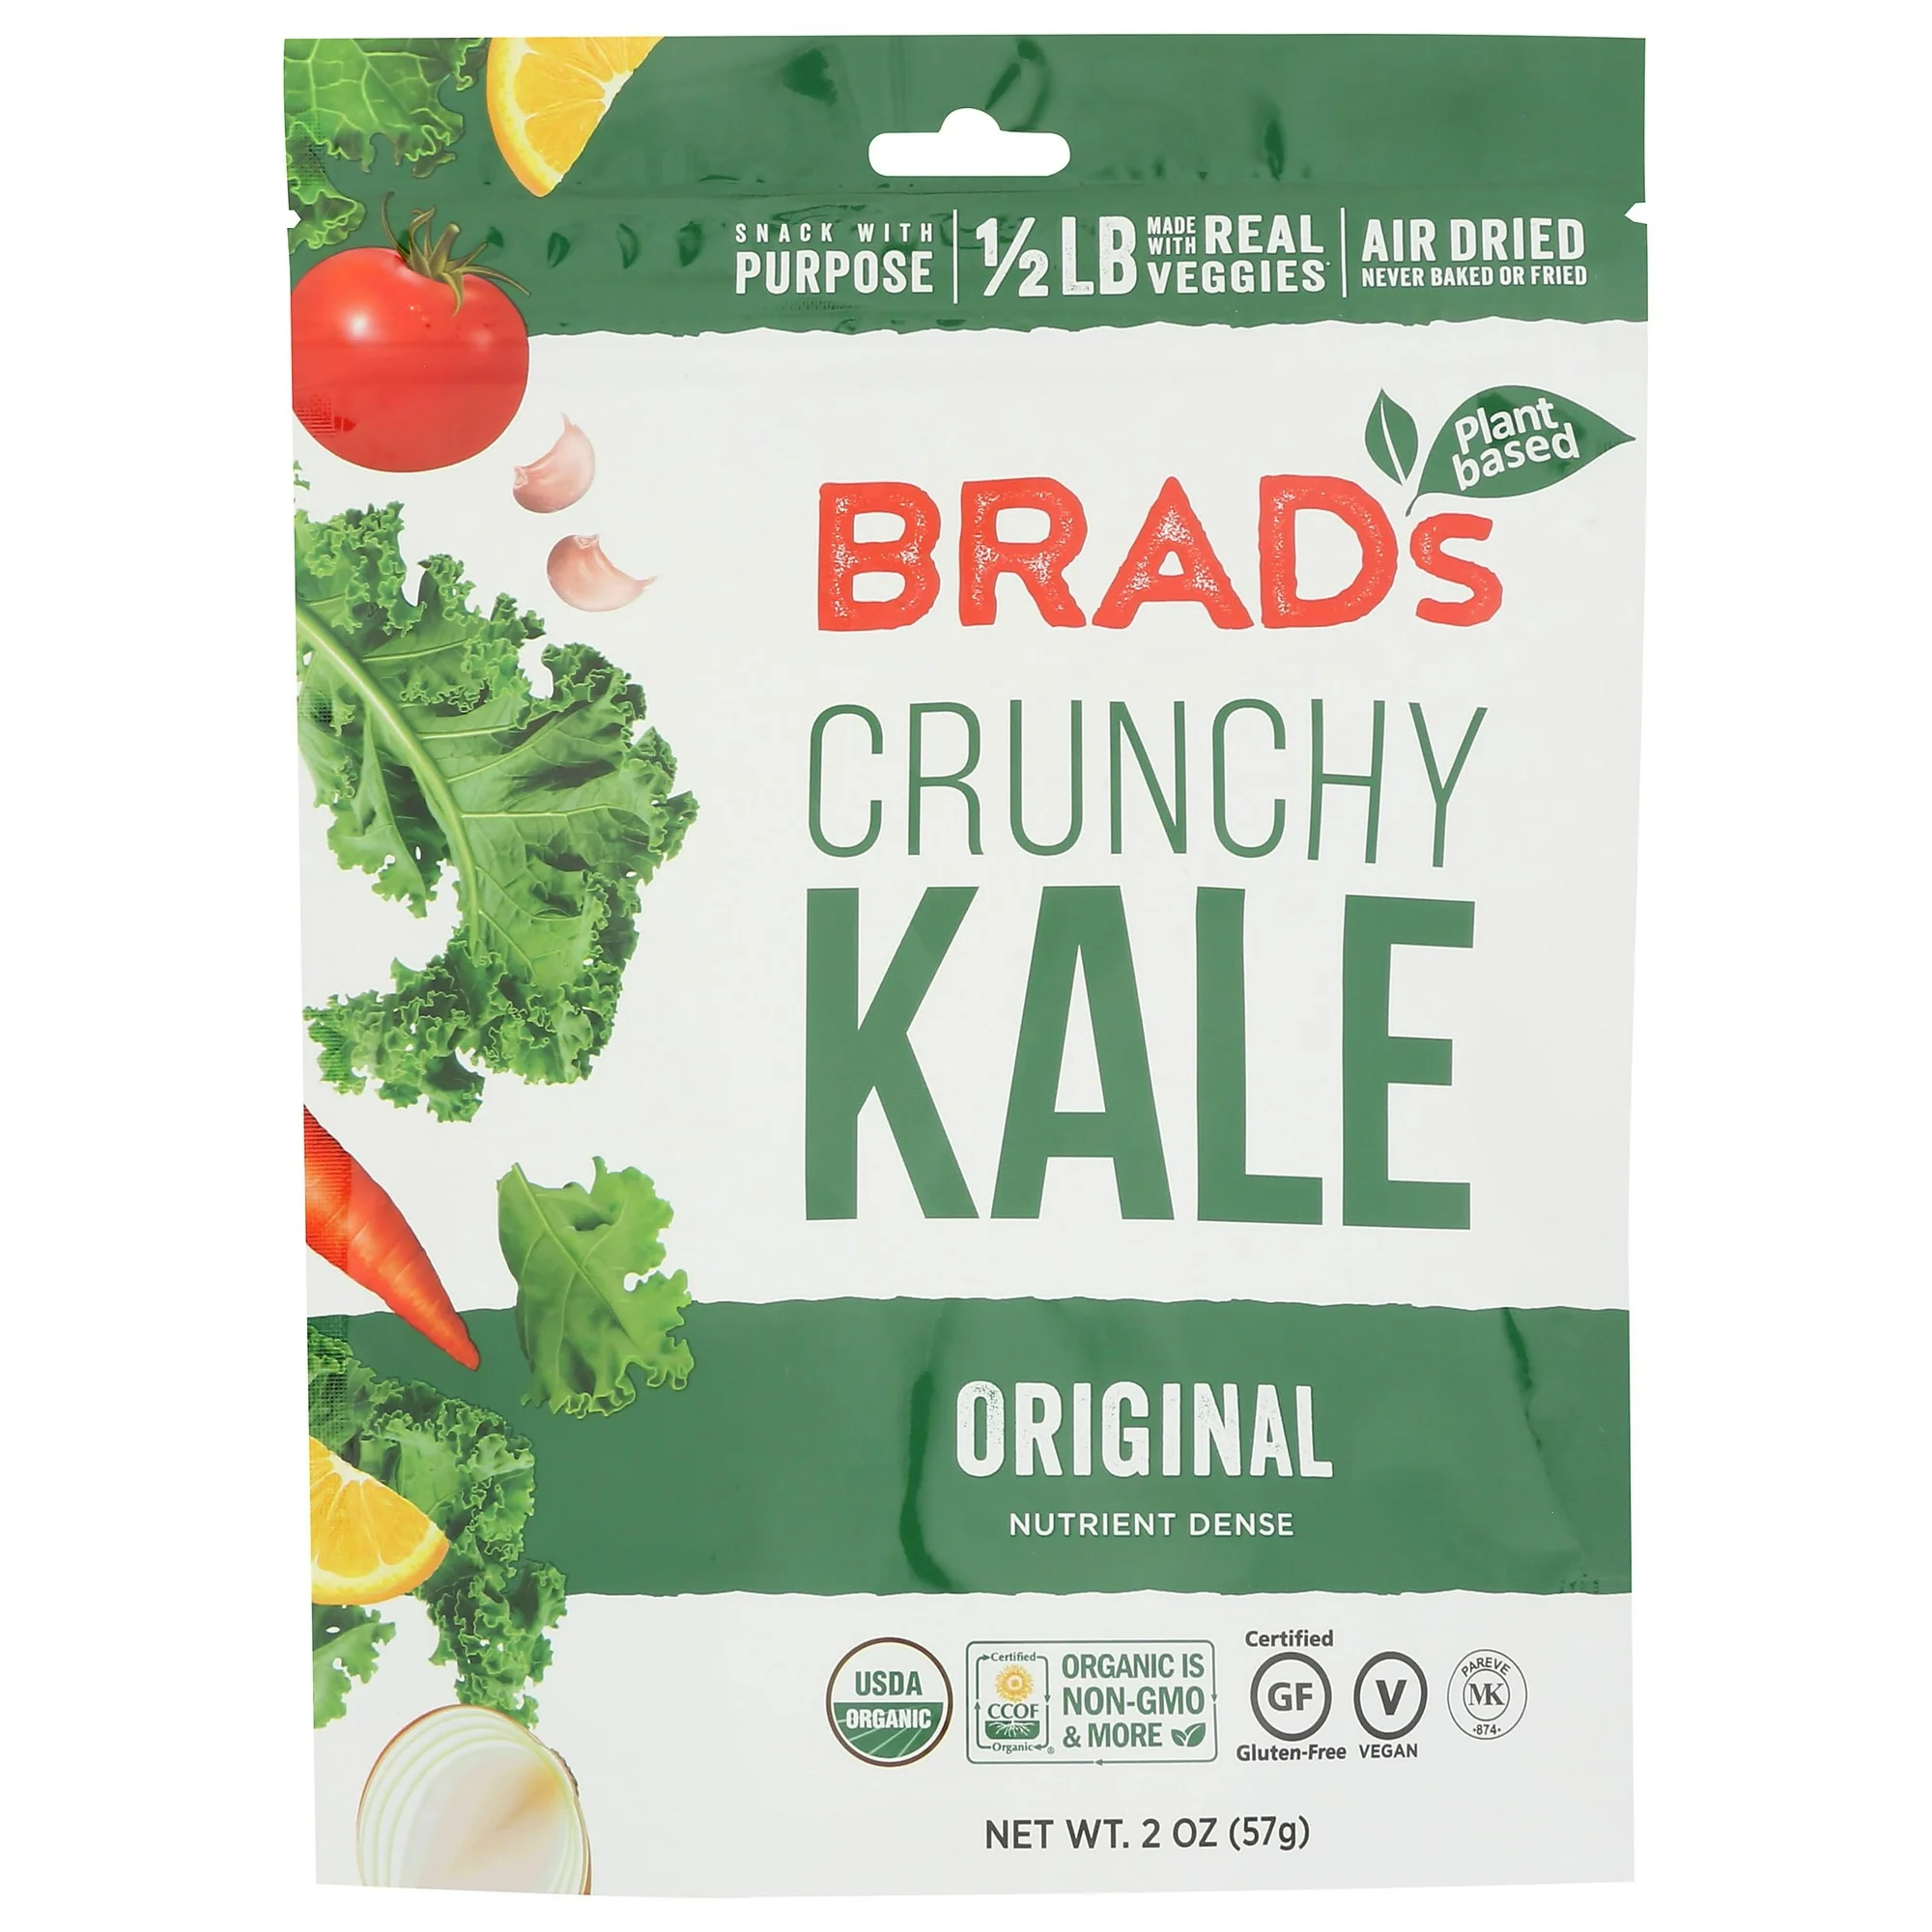 SNACK WITH
PURPOSE
½ LB MADE WITH REAL
VEGGIES*
AIR DRIED
NEVER BAKED OR FRIED
Plant
based
BRADs
CRUNCHY
KALE
ORIGINAL
NUTRIENT DENSE
USDA
ORGANIC
Certified
CCOF
Organic
®
ORGANIC IS
NON-GMO
& MORE
Certified
GF
Gluten-Free
V
VEGAN
PAREVE
MK
·874·
NET WT. 2 OZ (57g)